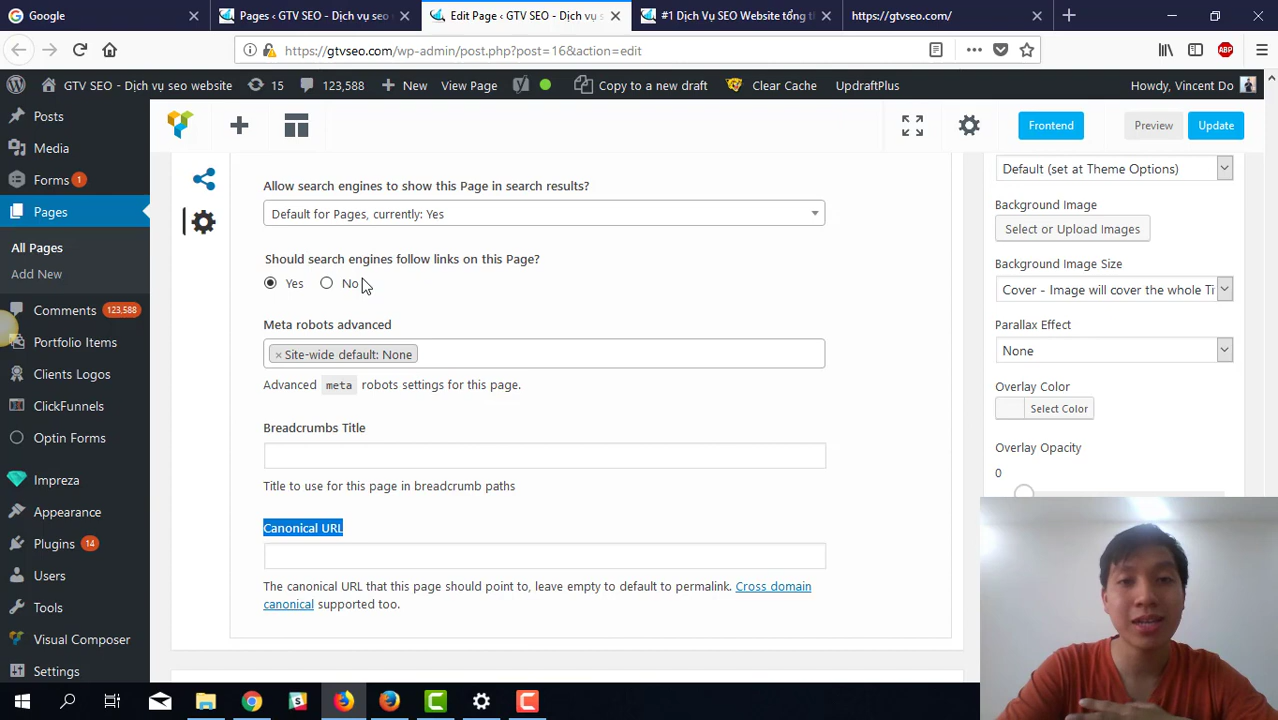 Google
Pages ‹ GTV SEO - Dịch vụ seo
Edit Page ‹ GTV SEO - Dịch vụ s
#1 Dịch Vụ SEO Website tổng t
https://gtvseo.com/
https://gtvseo.com/wp-admin/post.php?post=16&action=edit
ABP
GTV SEO - Dịch vụ seo website
15
123,588
New
View Page
Copy to a new draft
Clear Cache
UpdraftPlus
Howdy, Vincent Do
Posts
Media
Forms 1
Pages
All Pages
Add New
Comments 123,588
Portfolio Items
Clients Logos
ClickFunnels
Optin Forms
Impreza
Appearance
Plugins 14
Users
Tools
Visual Composer
Settings
Frontend
Preview
Update
Allow search engines to show this Page in search results?
Default for Pages, currently: Yes
Should search engines follow links on this Page?
Yes No
Meta robots advanced
× Site-wide default: None
Advanced meta robots settings for this page.
Breadcrumbs Title
Title to use for this page in breadcrumb paths
Canonical URL
The canonical URL that this page should point to, leave empty to default to permalink. Cross domain
canonical supported too.
Default (set at Theme Options)
Background Image
Select or Upload Images
Background Image Size
Cover - Image will cover the whole Ti
Parallax Effect
None
Overlay Color
Select Color
Overlay Opacity
0